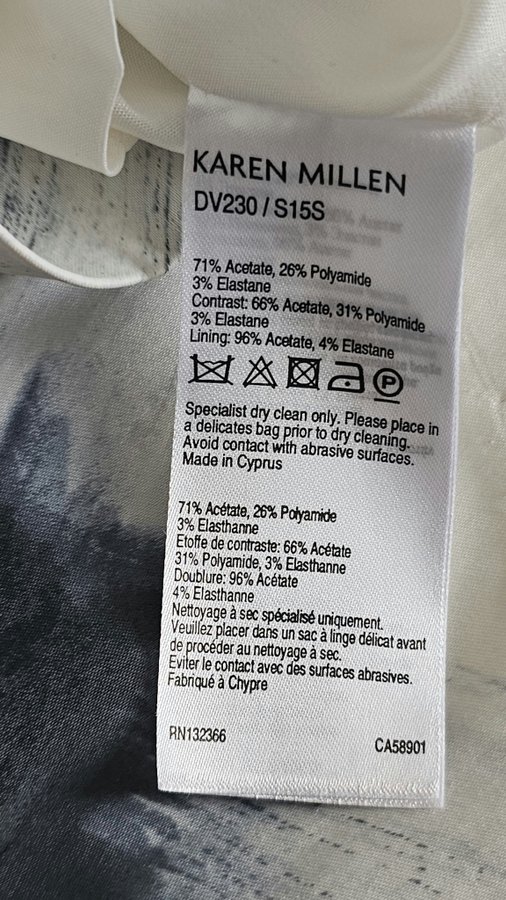 KAREN MILLEN
DV230 / S15S
71% Acetate, 26% Polyamide
3% Elastane
Contrast: 66% Acetate, 31% Polyamide
3% Elastane
Lining: 96% Acetate, 4% Elastane
P
Specialist dry clean only. Please place in
a delicates bag prior to dry cleaning.
Avoid contact with abrasive surfaces.
Made in Cyprus
71% Acétate, 26% Polyamide
3% Elasthanne
Etoffe de contraste: 66% Acétate
31% Polyamide, 3% Elasthanne
Doublure: 96% Acétate
4% Elasthanne
Nettoyage à sec spécialisé uniquement.
Veuillez placer dans un sac à linge délicat avant
de procéder au nettoyage à sec.
Eviter le contact avec des surfaces abrasives.
Fabriqué à Chypre
RN132366
CA58901